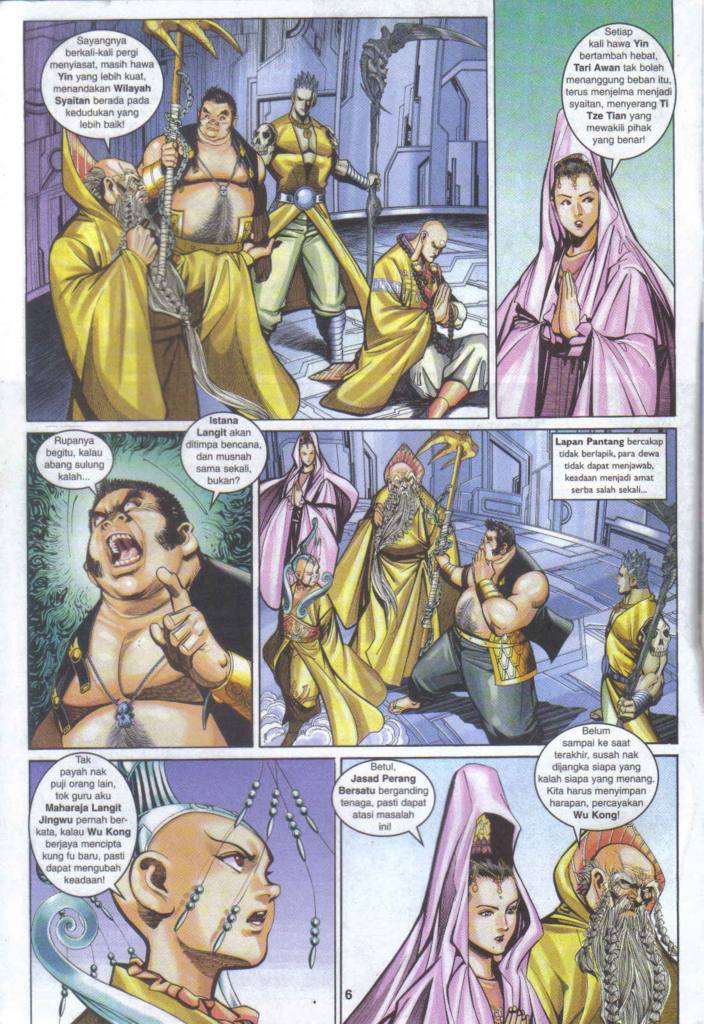 Sayangnya
berkali-kali pergi
menyiasat, masih hawa
Yin yang lebih kuat,
menandakan Wilayah
Syaitan berada pada
kedudukan yang
lebih baik!
Setiap
kali hawa Yin
bertambah hebat,
Tari Awan tak boleh
menanggung beban itu,
terus menjelma menjadi
syaitan, menyerang Ti
Tze Tian yang
mewakili pihak
yang benar!
Rupanya
begitu, kalau
abang sulung
kalah...
Istana
Langit akan
ditimpa bencana,
dan musnah
sama sekali,
bukan?
Lapan Pantang bercakap
tidak berlapik, para dewa
tidak dapat menjawab,
keadaan menjadi amat
serba salah sekali...
Tak
payah nak
puji orang lain,
tok guru aku
Maharaja Langit
Jingwu pernah ber-
kata, kalau Wu Kong
berjaya mencipta
kung fu baru, pasti
dapat mengubah
keadaan!
Betul,
Jasad Perang
Bersatu berganding
tenaga, pasti dapat
atasi masalah
ini!
Belum
sampai ke saat
terakhir, susah nak
dijangka siapa yang
kalah siapa yang menang.
Kita harus menyimpan
harapan, percayakan
Wu Kong!
6